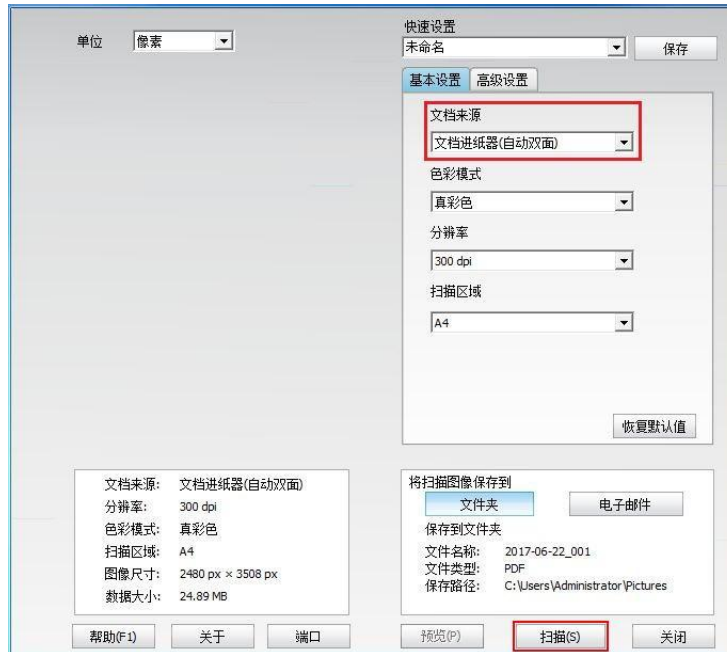 单位 像素
快速设置
未命名 保存
基本设置 高级设置
文档来源
文档进纸器(自动双面)
色彩模式
真彩色
分辨率
300 dpi
扫描区域
A4
恢复默认值
文档来源: 文档进纸器(自动双面)
分辨率: 300 dpi
色彩模式: 真彩色
扫描区域: A4
图像尺寸: 2480 px × 3508 px
数据大小: 24.89 MB
将扫描图像保存到
文件夹 电子邮件
保存到文件夹
文件名称: 2017-06-22_001
文件类型: PDF
保存路径: C:\Users\Administrator\Pictures
帮助(F1) 关于 端口 预览(P) 扫描(S) 关闭